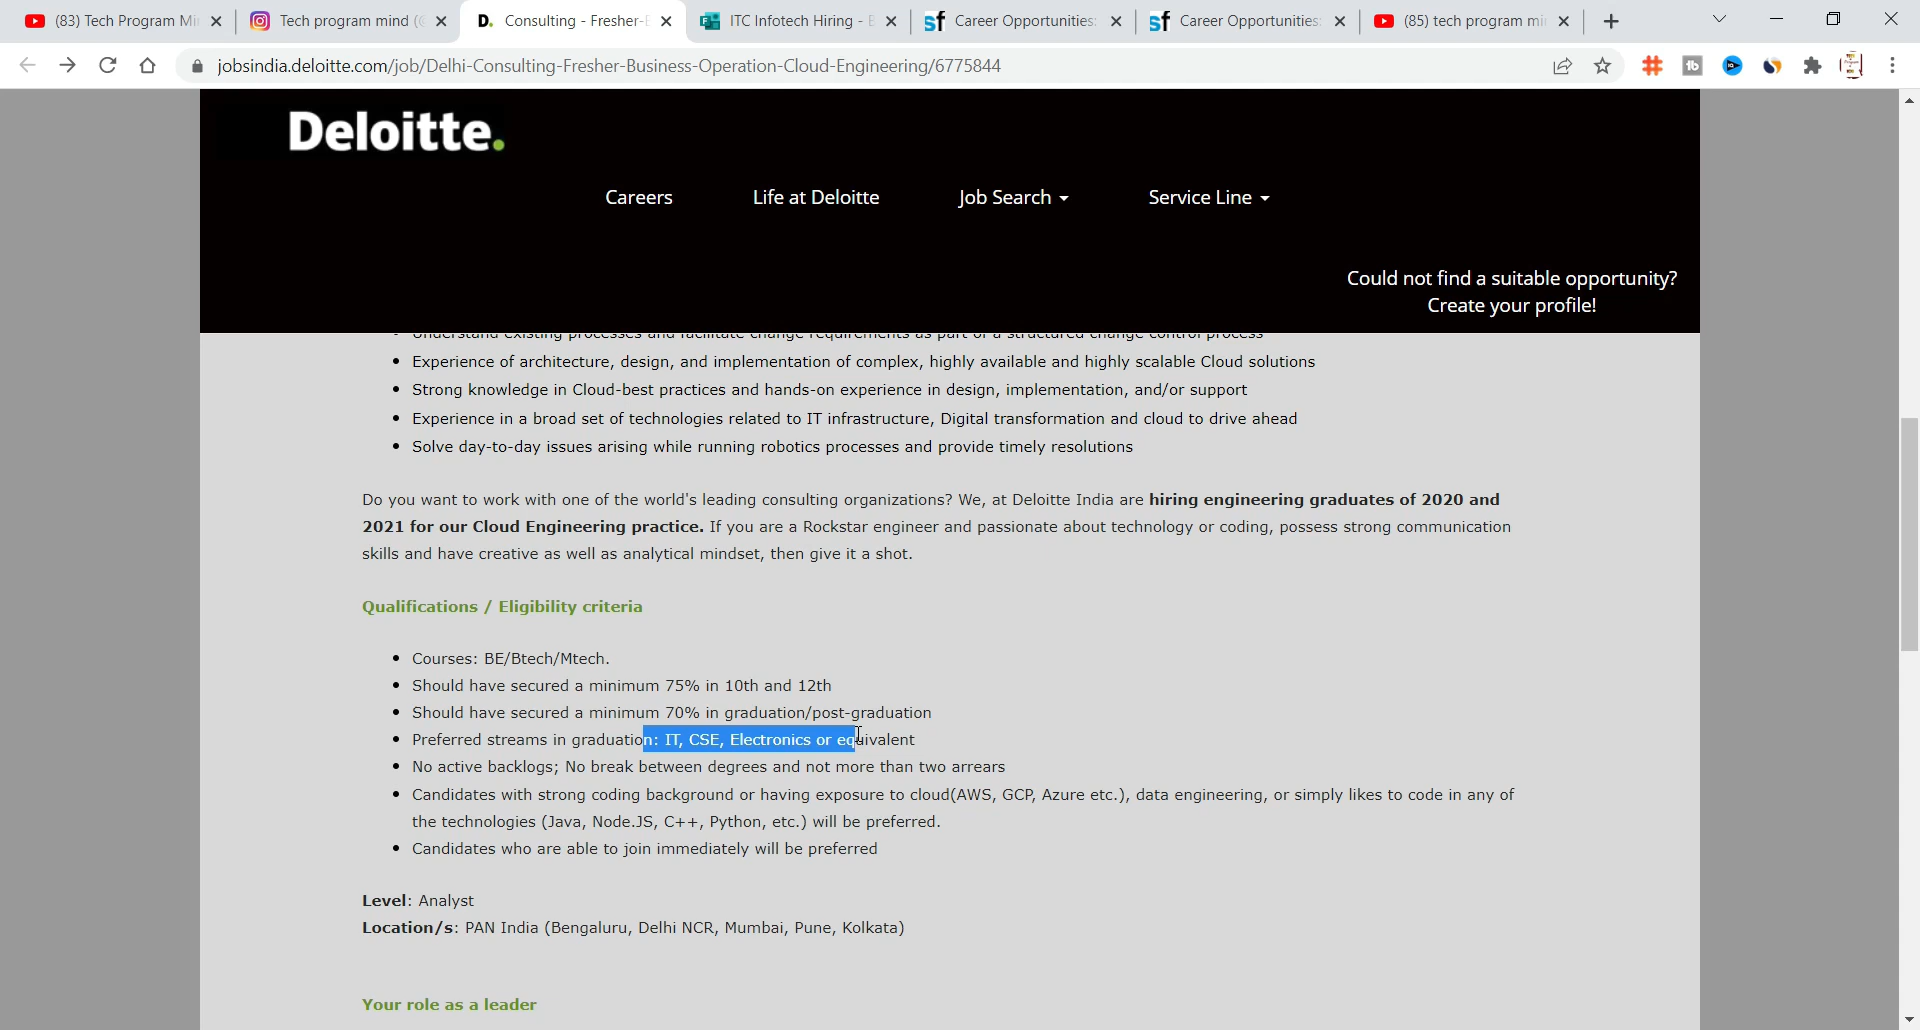 (83) Tech Program Mi
Tech program mind (
Consulting - Fresher-
ITC Infotech Hiring -
Career Opportunities:
Career Opportunities:
(85) tech program mi
jobsindia.deloitte.com/job/Delhi-Consulting-Fresher-Business-Operation-Cloud-Engineering/6775844
Deloitte.
Careers
Life at Deloitte
Job Search
Service Line
Could not find a suitable opportunity?
Create your profile!
Understand existing processes and facilitate change requirements as part of a structured change control process
• Experience of architecture, design, and implementation of complex, highly available and highly scalable Cloud solutions
• Strong knowledge in Cloud-best practices and hands-on experience in design, implementation, and/or support
• Experience in a broad set of technologies related to IT infrastructure, Digital transformation and cloud to drive ahead
• Solve day-to-day issues arising while running robotics processes and provide timely resolutions
Do you want to work with one of the world's leading consulting organizations? We, at Deloitte India are hiring engineering graduates of 2020 and
2021 for our Cloud Engineering practice. If you are a Rockstar engineer and passionate about technology or coding, possess strong communication
skills and have creative as well as analytical mindset, then give it a shot.
Qualifications / Eligibility criteria
• Courses: BE/Btech/Mtech.
• Should have secured a minimum 75% in 10th and 12th
• Should have secured a minimum 70% in graduation/post-graduation
• Preferred streams in graduation: IT, CSE, Electronics or equivalent
• No active backlogs; No break between degrees and not more than two arrears
• Candidates with strong coding background or having exposure to cloud(AWS, GCP, Azure etc.), data engineering, or simply likes to code in any of
the technologies (Java, Node.JS, C++, Python, etc.) will be preferred.
• Candidates who are able to join immediately will be preferred
Level: Analyst
Location/s: PAN India (Bengaluru, Delhi NCR, Mumbai, Pune, Kolkata)
Your role as a leader